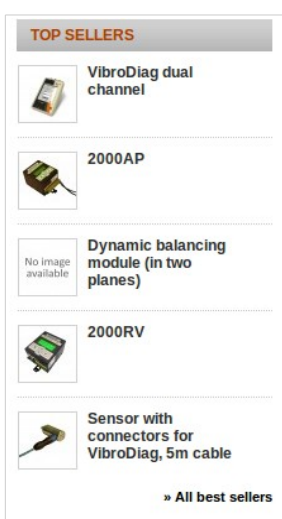 TOP SELLERS
VibroDiag dual
channel
2000AP
No image
available
Dynamic balancing
module (in two
planes)
2000RV
Sensor with
connectors for
VibroDiag, 5m cable
» All best sellers